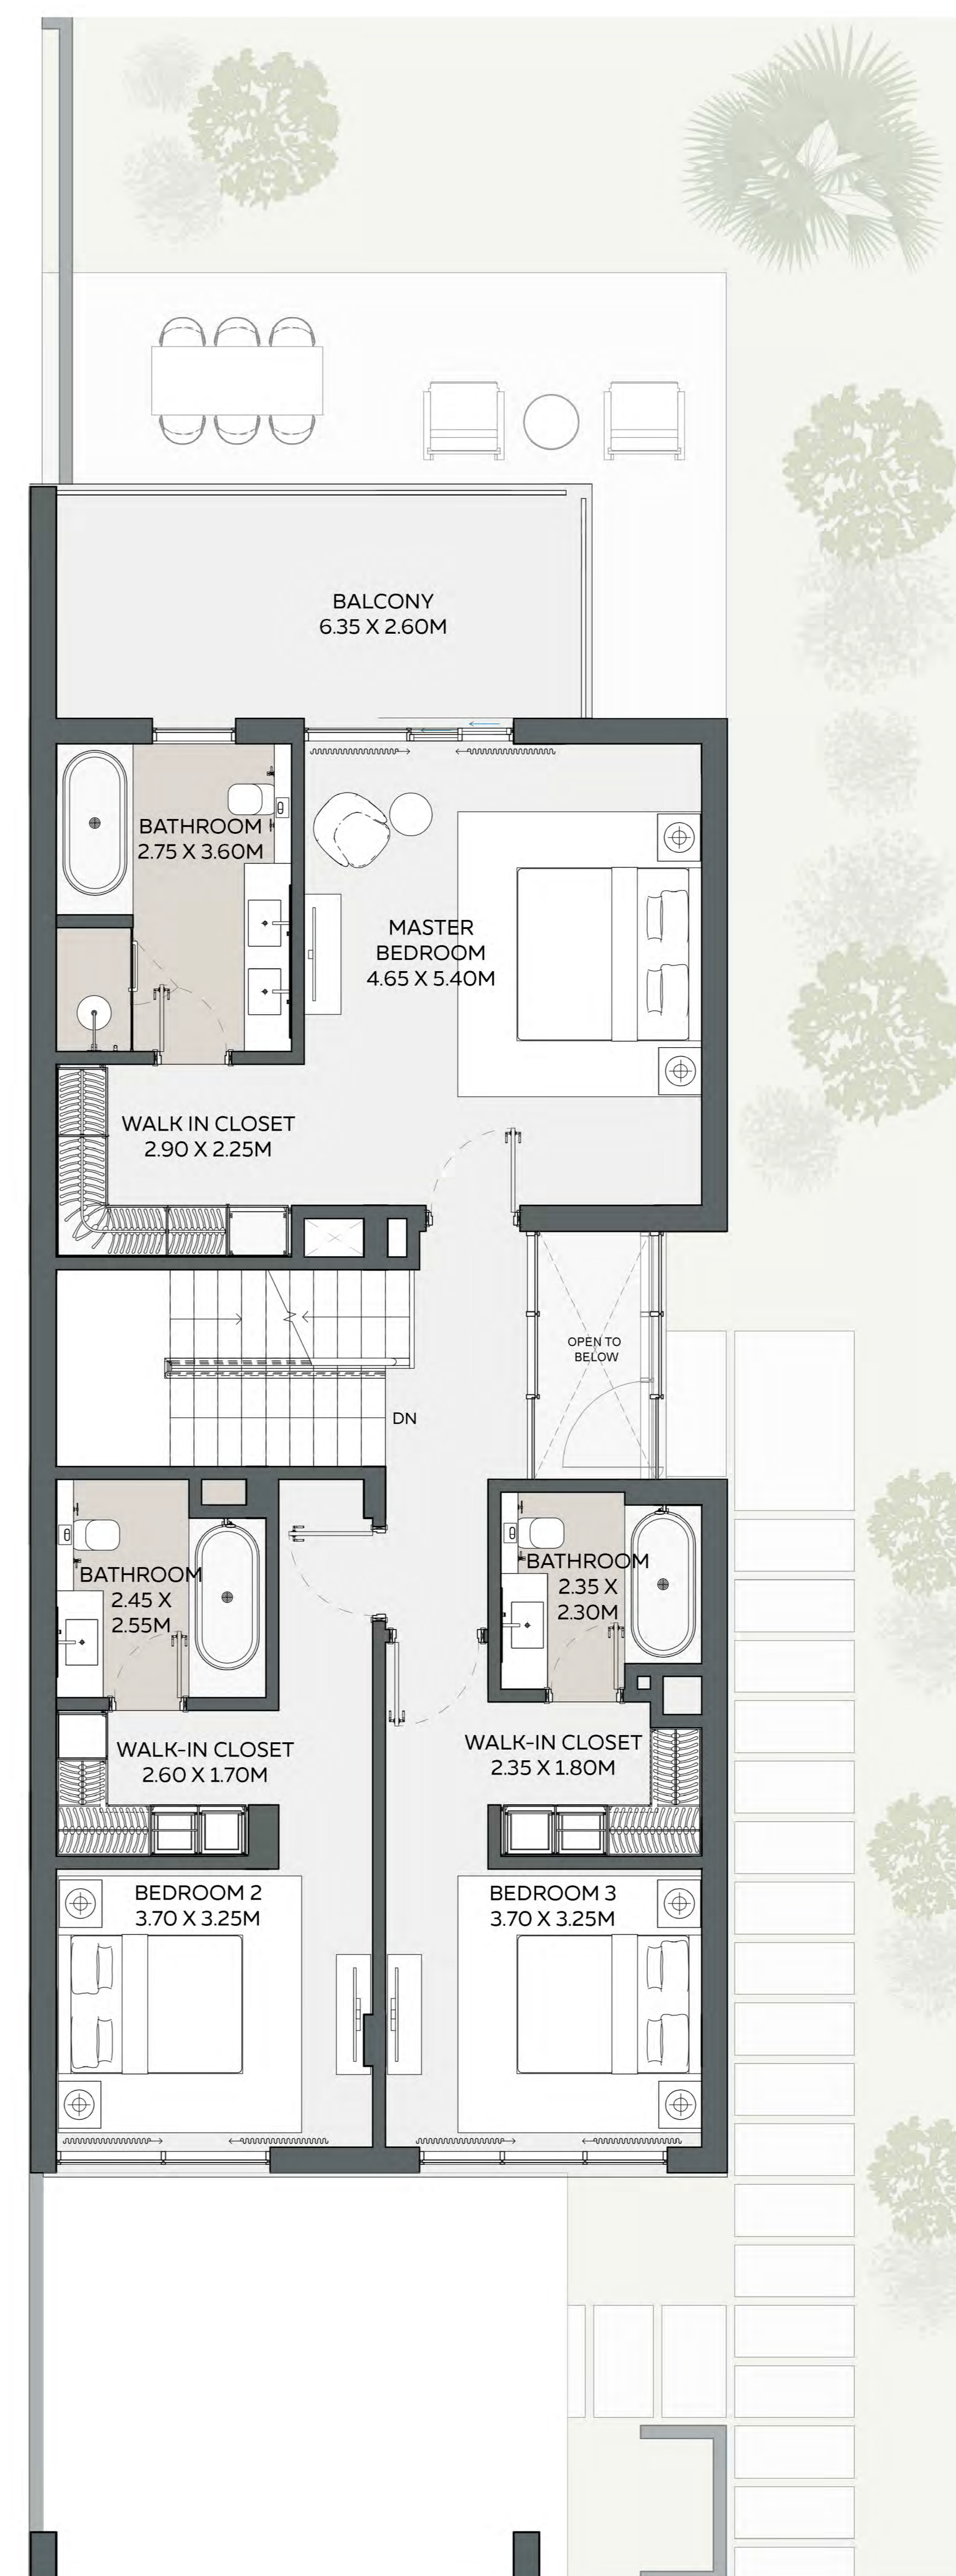 BALCONY
6.35 X 2.60M
BATHROOM
2.75 X 3.60M
MASTER
BEDROOM
4.65 X 5.40M
WALK IN CLOSET
2.90 X 2.25M
OPEN TO
BELOW
DN
BATHROOM
2.45 X
2.55M
BATHROOM
2.35 X
2.30M
WALK-IN CLOSET
2.60 X 1.70M
WALK-IN CLOSET
2.35 X 1.80M
BEDROOM 2
3.70 X 3.25M
BEDROOM 3
3.70 X 3.25M